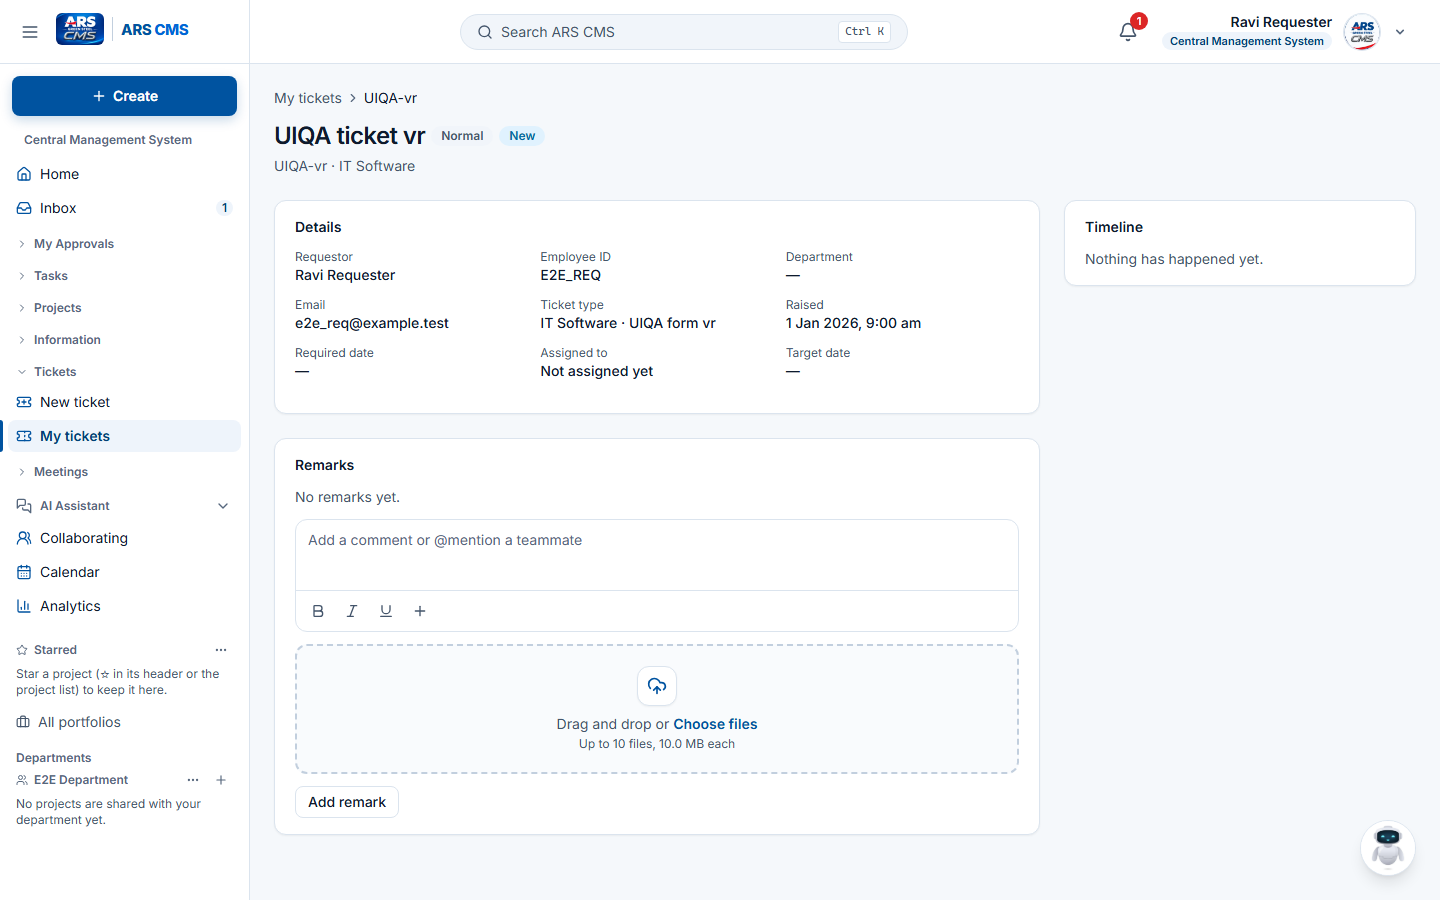 ARS
GREEN STEEL
CMS
ARS CMS
Search ARS CMS
Ctrl K
1
Ravi Requester
Central Management System
ARS
CMS
Create
Central Management System
Home
Inbox
1
My Approvals
Tasks
Projects
Information
Tickets
New ticket
My tickets
Meetings
AI Assistant
Collaborating
Calendar
Analytics
Starred
Star a project (☆ in its header or the
project list) to keep it here.
All portfolios
Departments
E2E Department
No projects are shared with your
department yet.
My tickets > UIQA-vr
UIQA ticket vr
Normal
New
UIQA-vr · IT Software
Details
Requestor
Ravi Requester
Employee ID
E2E_REQ
Department
—
Email
e2e_req@example.test
Ticket type
IT Software · UIQA form vr
Raised
1 Jan 2026, 9:00 am
Required date
—
Assigned to
Not assigned yet
Target date
—
Remarks
No remarks yet.
Add a comment or @mention a teammate
B I U +
Drag and drop or Choose files
Up to 10 files, 10.0 MB each
Add remark
Timeline
Nothing has happened yet.